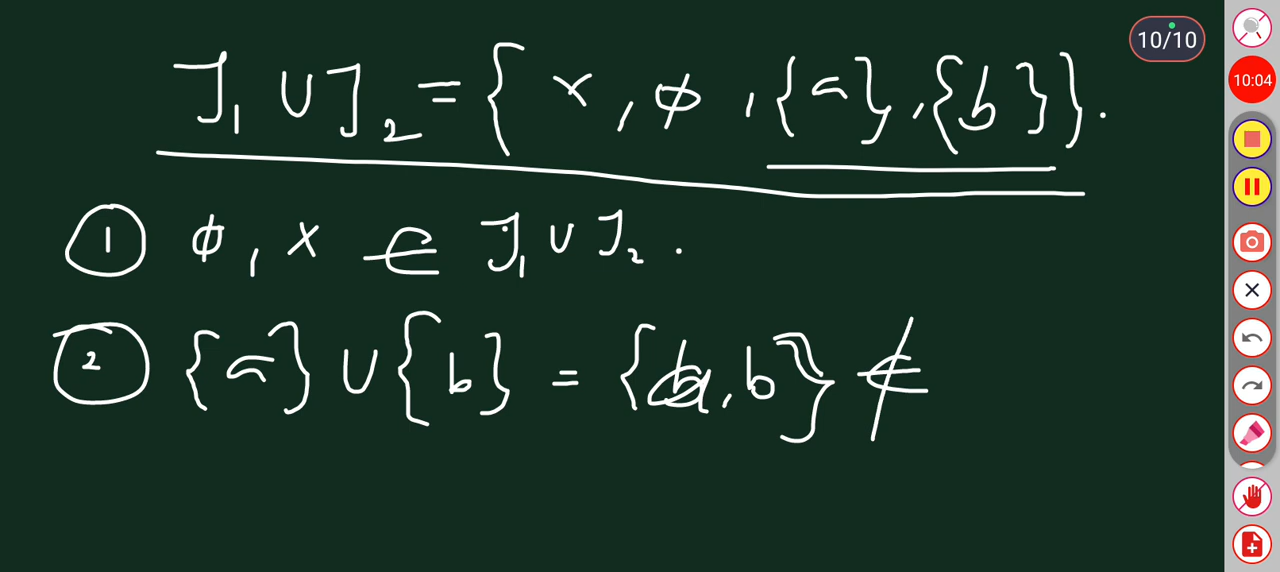 10/10
10:04
J₁ ∪ J₂ = { x, φ, {a}, {b} }.
① φ, x ∈ J₁ ∪ J₂.
② {a} ∪ {b} = {a, b} ∉